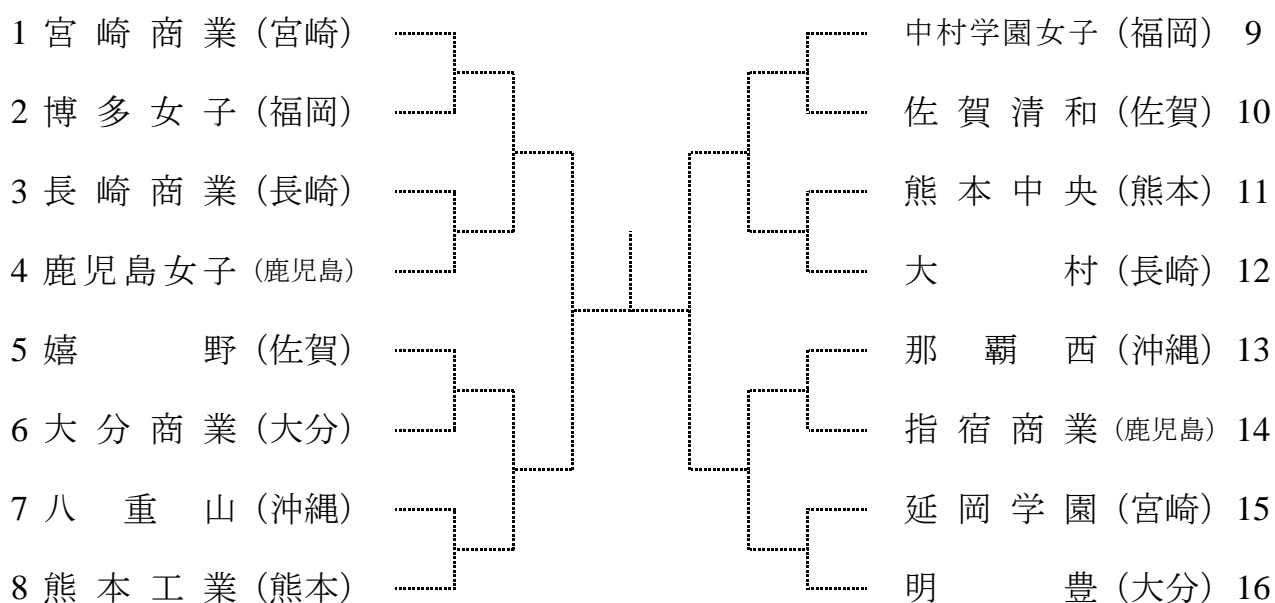 1 宮崎商業 (宮崎)
2 博多女子 (福岡)
3 長崎商業 (長崎)
4 鹿児島女子 (鹿児島)
5 嬉野 (佐賀)
6 大分商業 (大分)
7 八重山 (沖縄)
8 熊本工業 (熊本)
中村学園女子 (福岡) 9
佐賀清和 (佐賀) 10
熊本中央 (熊本) 11
大村 (長崎) 12
那覇西 (沖縄) 13
指宿商業 (鹿児島) 14
延岡学園 (宮崎) 15
明豊 (大分) 16